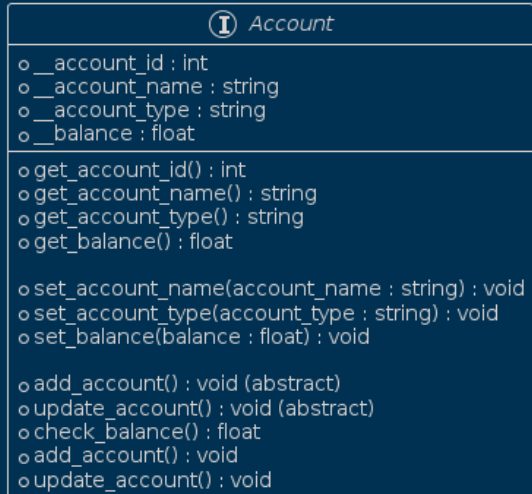 I Account
__account_id : int
__account_name : string
__account_type : string
__balance : float
get_account_id() : int
get_account_name() : string
get_account_type() : string
get_balance() : float
set_account_name(account_name : string) : void
set_account_type(account_type : string) : void
set_balance(balance : float) : void
add_account() : void (abstract)
update_account() : void (abstract)
check_balance() : float
add_account() : void
update_account() : void